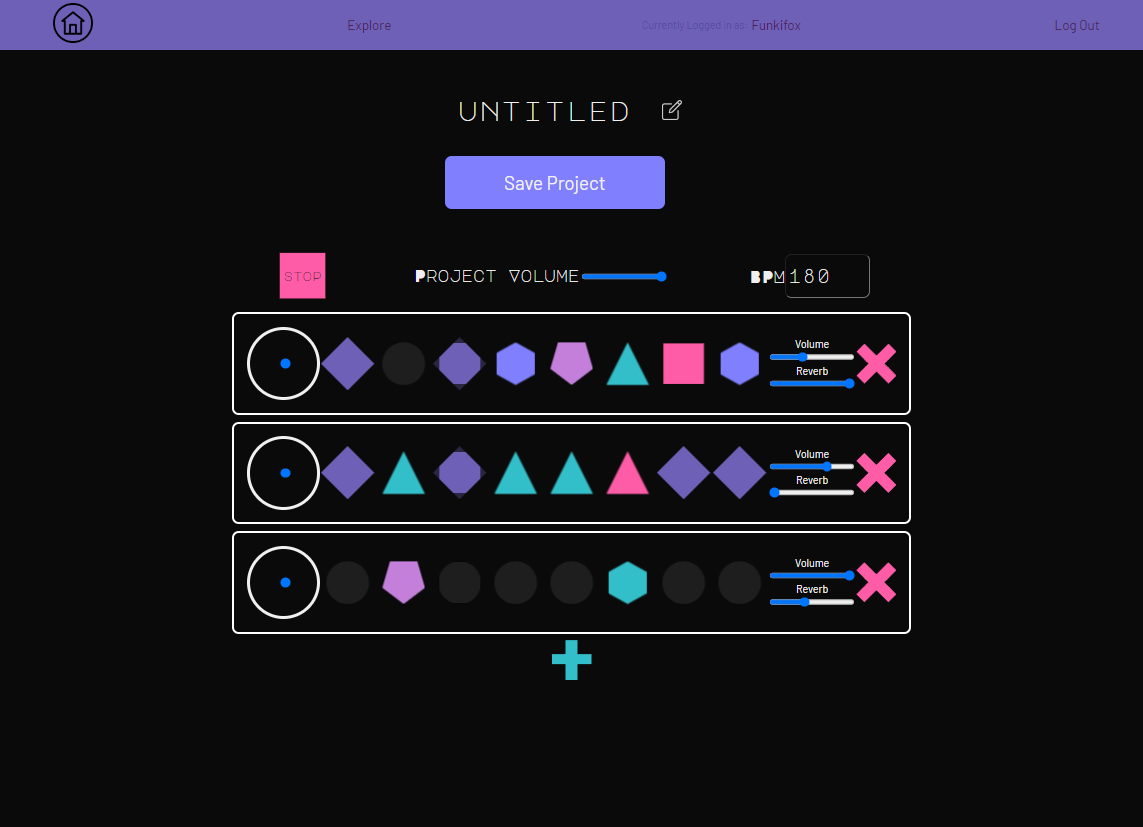 Explore
Currently Logged in as: Funkifox
Log Out
UNTITLED
Save Project
STOP
PROJECT VOLUME
BPM 180
Volume
Reverb
Volume
Reverb
Volume
Reverb